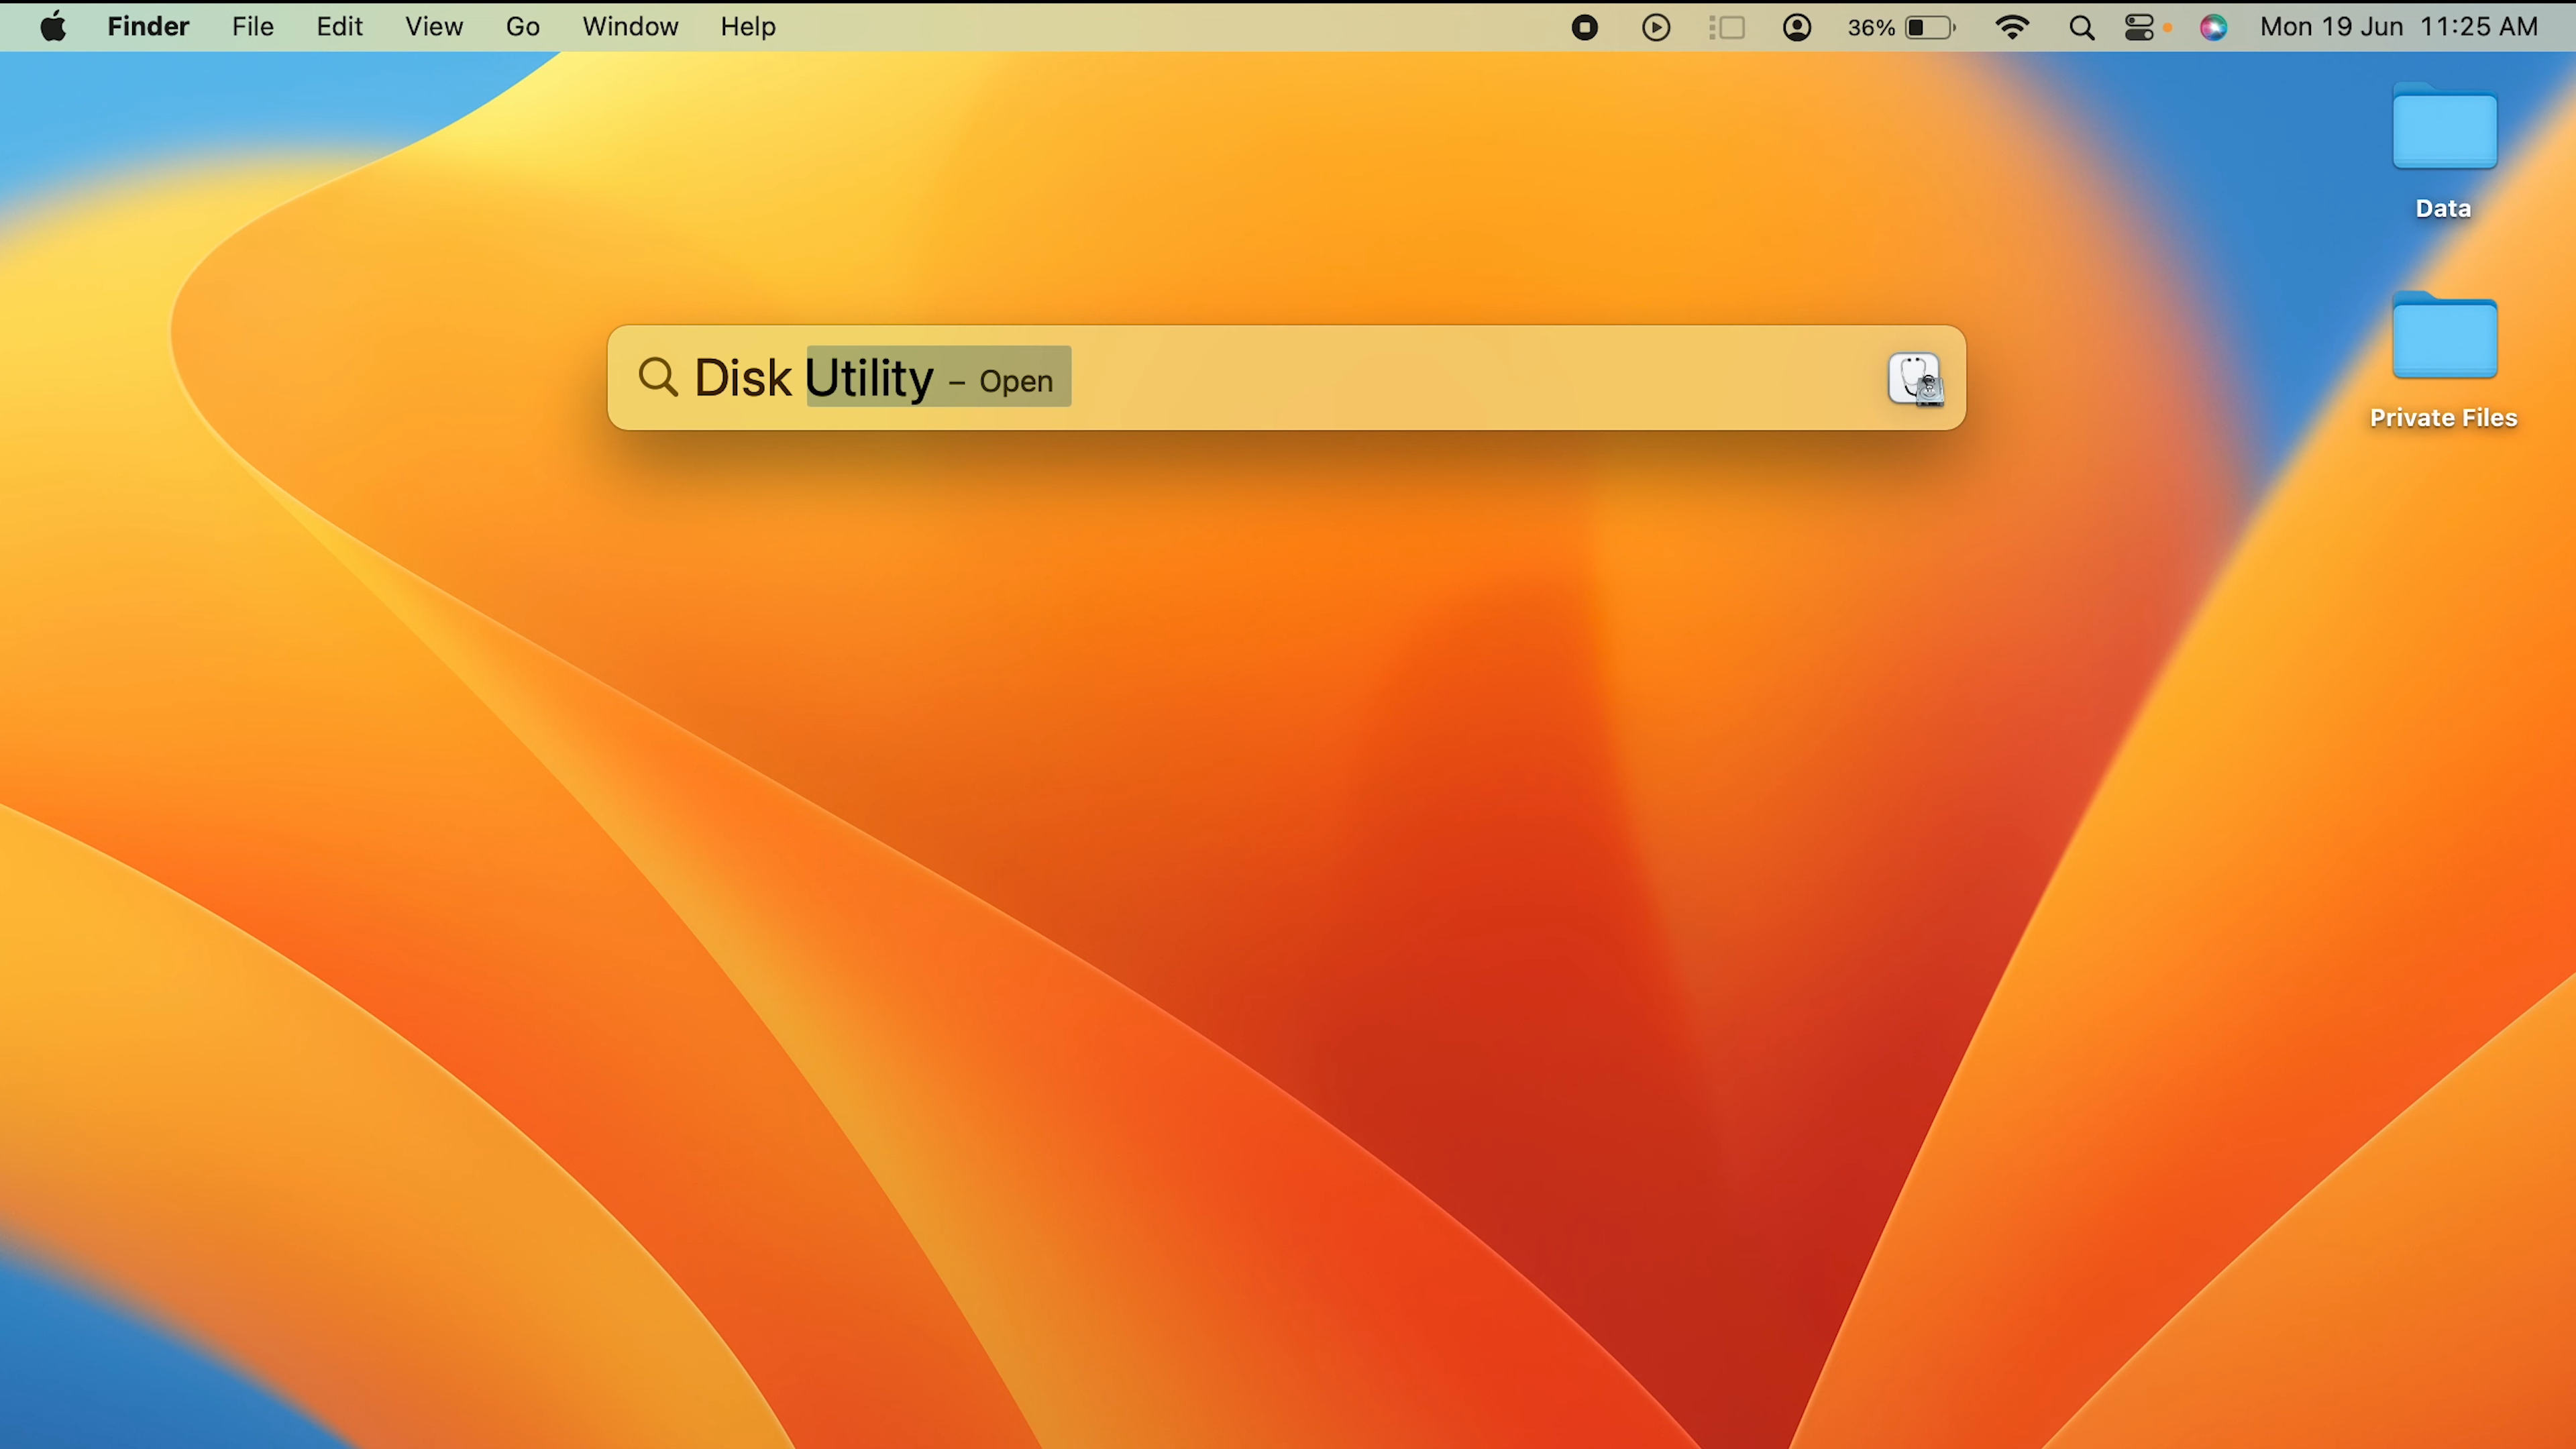 Finder File Edit View Go Window Help 36% Mon 19 Jun 11:25 AM
Data
Disk Utility – Open
Private Files